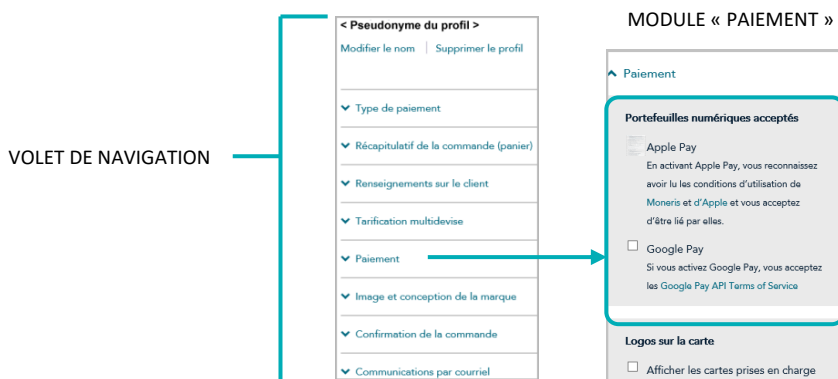 MODULE « PAIEMENT »
VOLET DE NAVIGATION
< Pseudonyme du profil >
Modifier le nom | Supprimer le profil
Type de paiement
Récapitulatif de la commande (panier)
Renseignements sur le client
Tarification multidevise
Paiement
Image et conception de la marque
Confirmation de la commande
Communications par courriel
Paiement
Portefeuilles numériques acceptés
Apple Pay
En activant Apple Pay, vous reconnaissez
avoir lu les conditions d'utilisation de
Moneris et d'Apple et vous acceptez
d'être lié par elles.
Google Pay
Si vous activez Google Pay, vous acceptez
les Google Pay API Terms of Service
Logos sur la carte
Afficher les cartes prises en charge